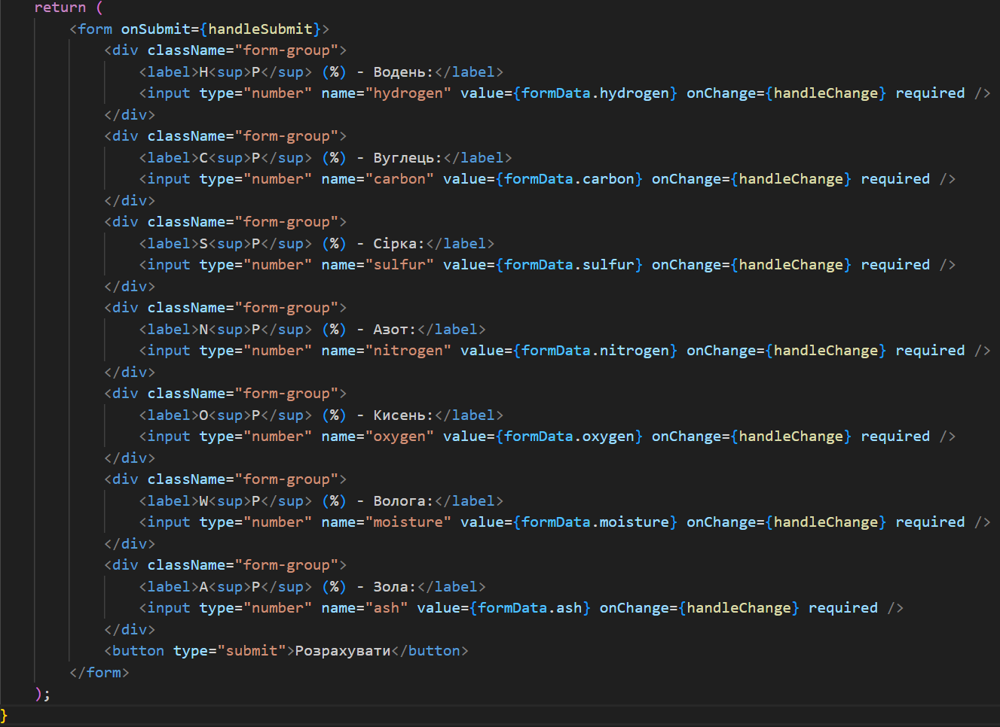 return (
<form onSubmit={handleSubmit}>
<div className="form-group">
<label>H<sup>P</sup> (%) - Водень:</label>
<input type="number" name="hydrogen" value={formData.hydrogen} onChange={handleChange} required />
</div>
<div className="form-group">
<label>C<sup>P</sup> (%) - Вуглець:</label>
<input type="number" name="carbon" value={formData.carbon} onChange={handleChange} required />
</div>
<div className="form-group">
<label>S<sup>P</sup> (%) - Сірка:</label>
<input type="number" name="sulfur" value={formData.sulfur} onChange={handleChange} required />
</div>
<div className="form-group">
<label>N<sup>P</sup> (%) - Азот:</label>
<input type="number" name="nitrogen" value={formData.nitrogen} onChange={handleChange} required />
</div>
<div className="form-group">
<label>O<sup>P</sup> (%) - Кисень:</label>
<input type="number" name="oxygen" value={formData.oxygen} onChange={handleChange} required />
</div>
<div className="form-group">
<label>W<sup>P</sup> (%) - Волога:</label>
<input type="number" name="moisture" value={formData.moisture} onChange={handleChange} required />
</div>
<div className="form-group">
<label>A<sup>P</sup> (%) - Зола:</label>
<input type="number" name="ash" value={formData.ash} onChange={handleChange} required />
</div>
<button type="submit">Розрахувати</button>
</form>
);
}